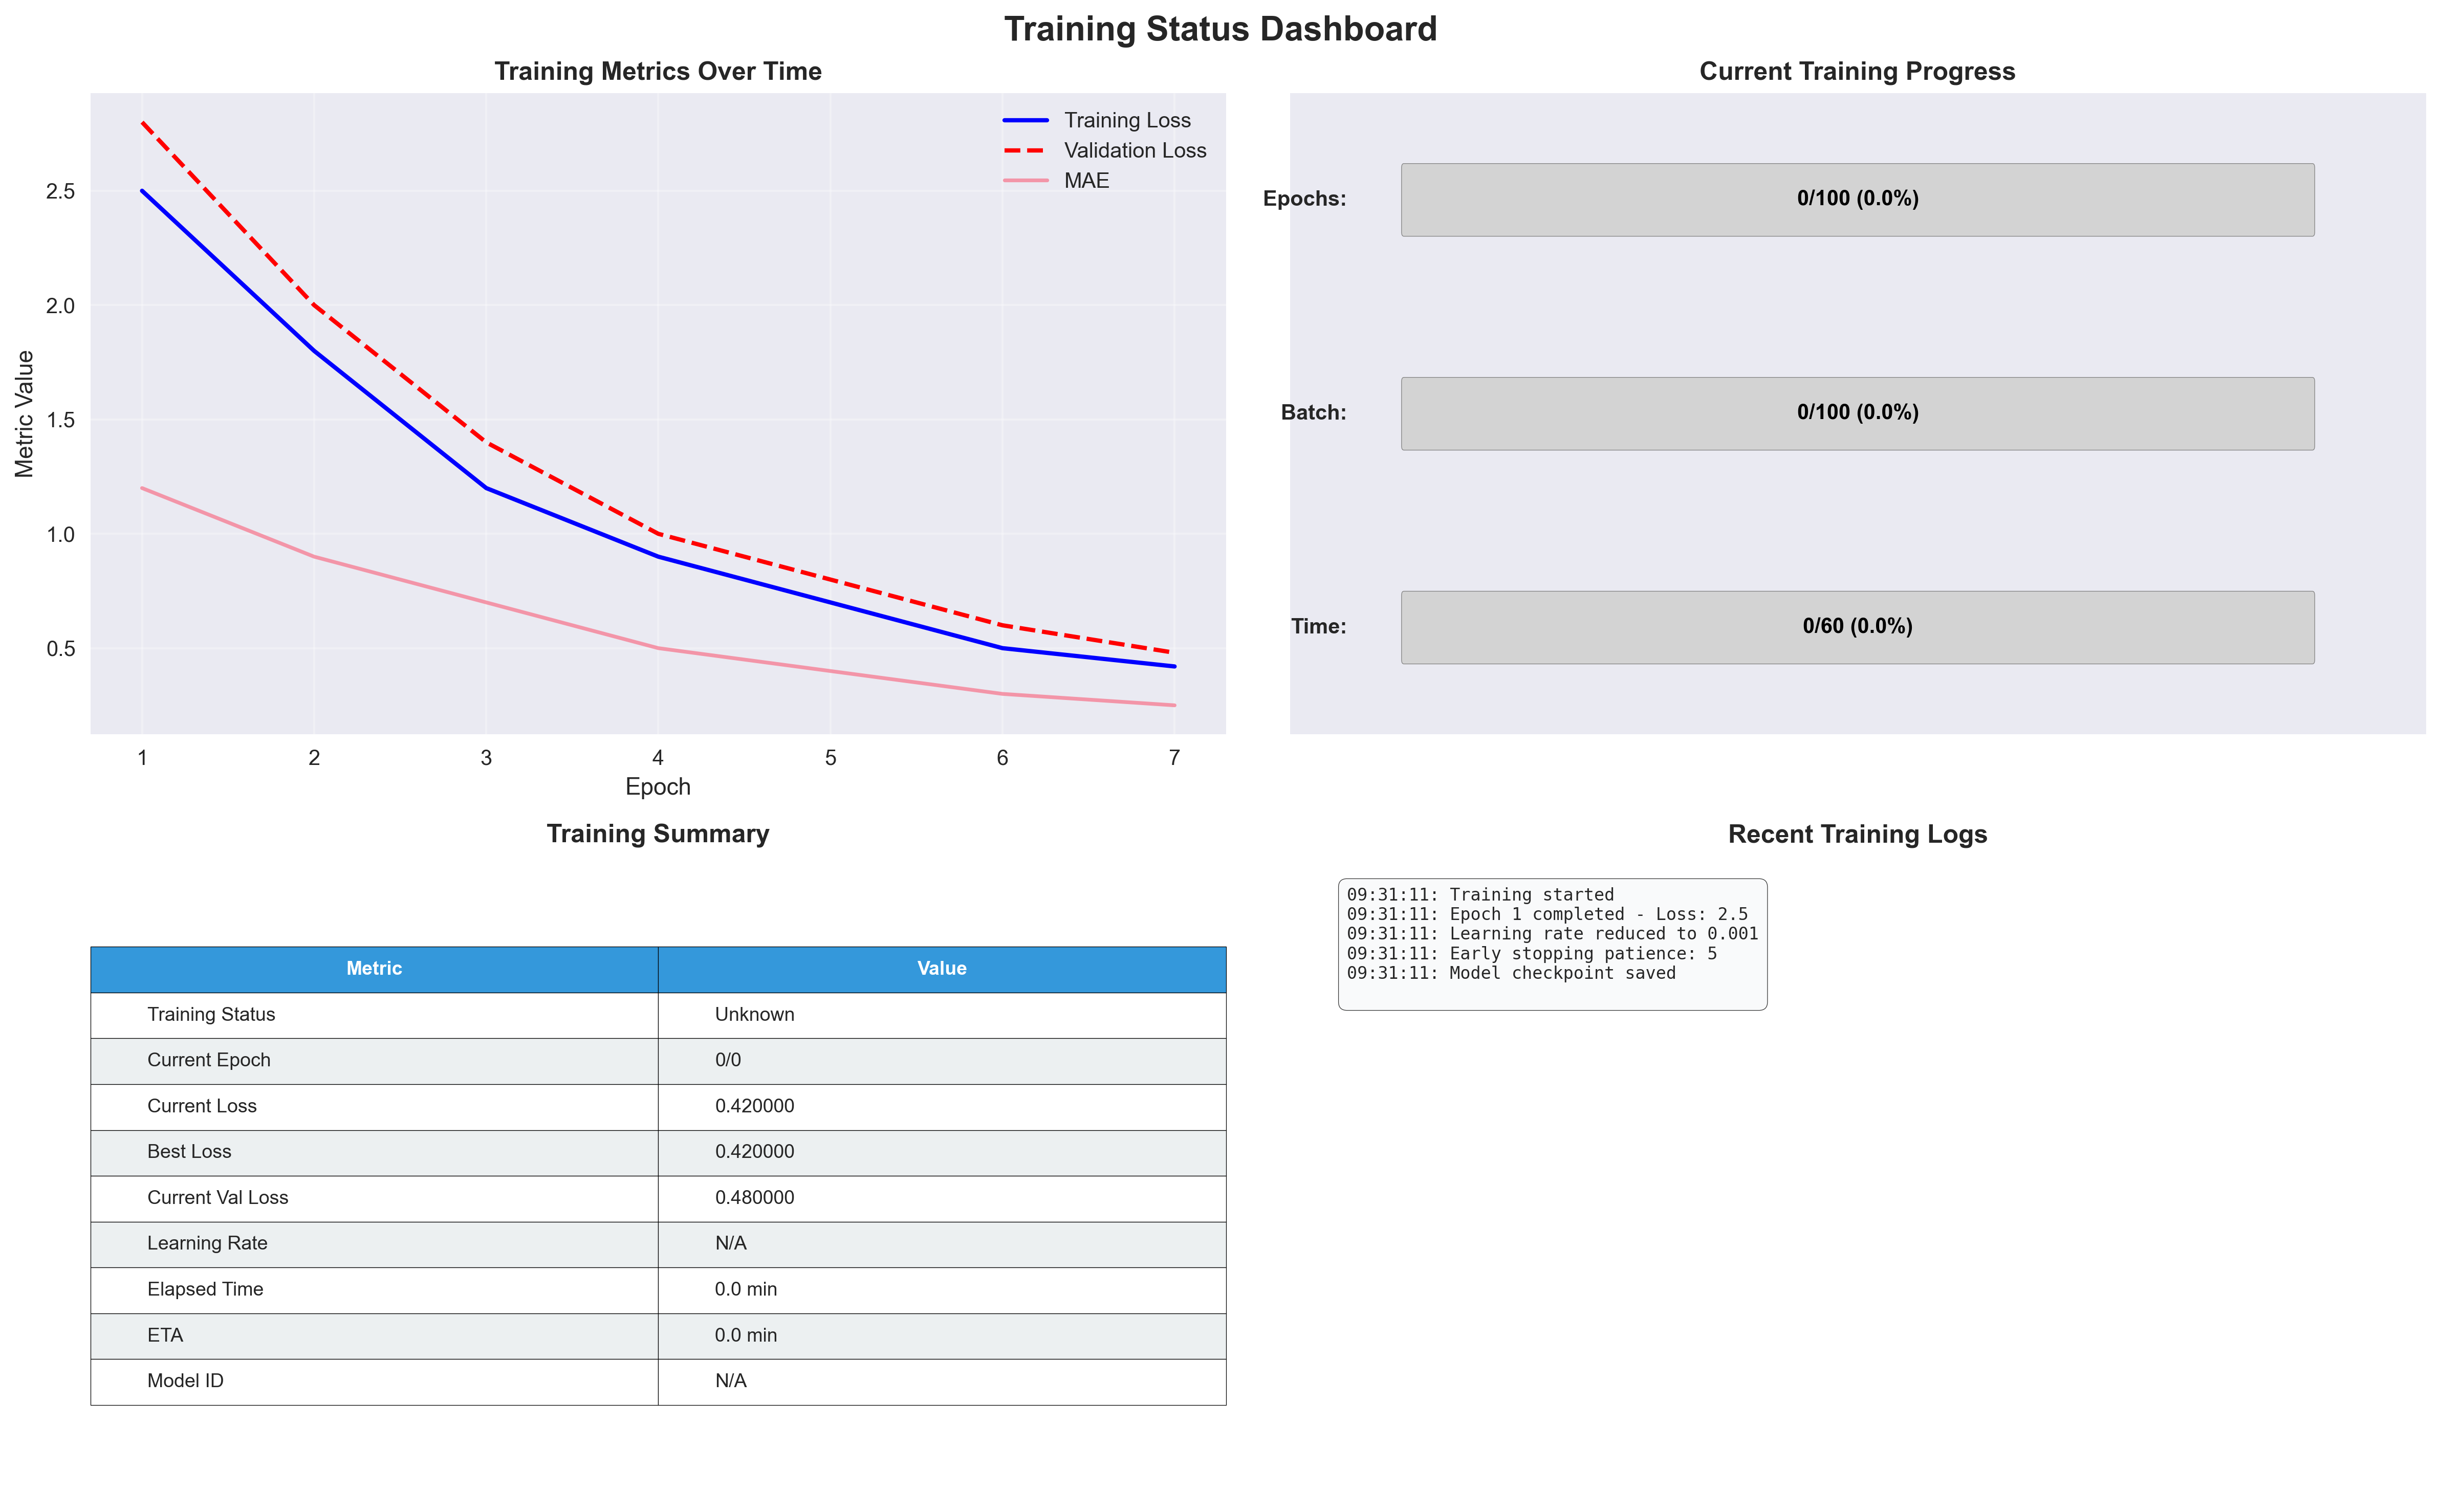 Training Status Dashboard
Training Metrics Over Time
Training Loss
Validation Loss
MAE
Metric Value
2.5
2.0
1.5
1.0
0.5
1 2 3 4 5 6 7
Epoch
Current Training Progress
Epochs: 0/100 (0.0%)
Batch: 0/100 (0.0%)
Time: 0/60 (0.0%)
Training Summary
Metric Value
Training Status Unknown
Current Epoch 0/0
Current Loss 0.420000
Best Loss 0.420000
Current Val Loss 0.480000
Learning Rate N/A
Elapsed Time 0.0 min
ETA 0.0 min
Model ID N/A
Recent Training Logs
09:31:11: Training started
09:31:11: Epoch 1 completed - Loss: 2.5
09:31:11: Learning rate reduced to 0.001
09:31:11: Early stopping patience: 5
09:31:11: Model checkpoint saved